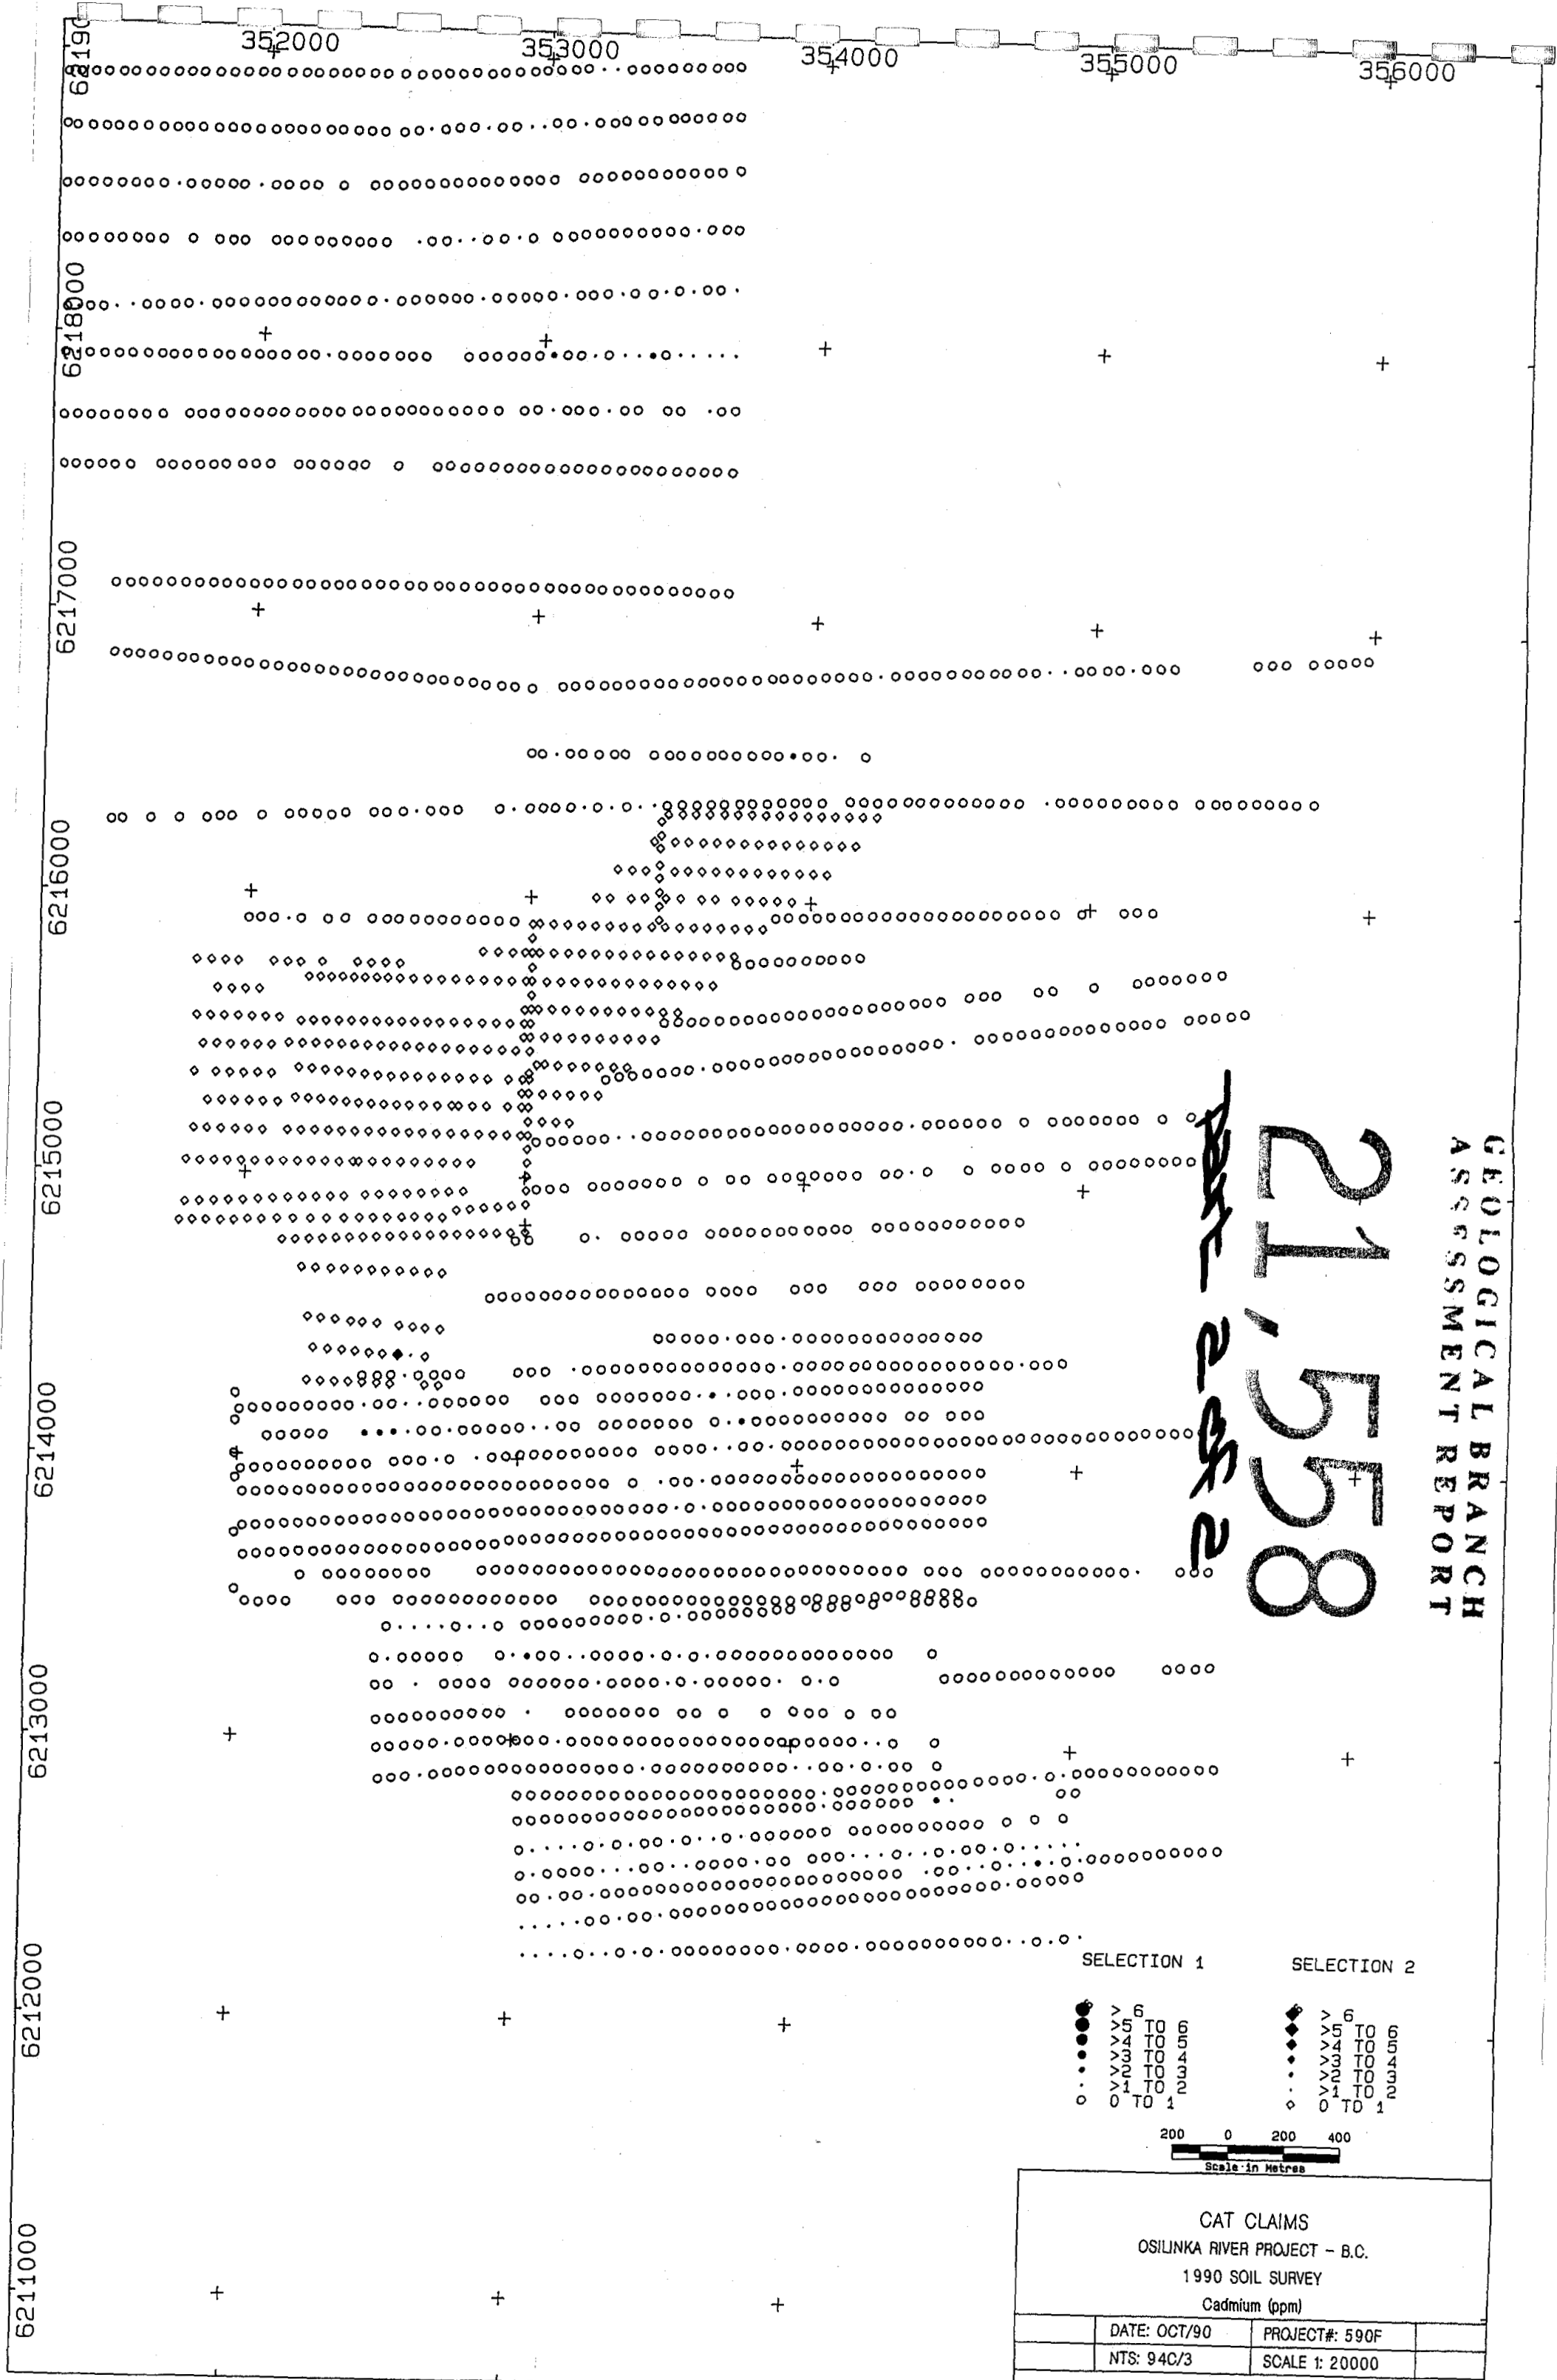 352000 353000 354000 355000 356000
6218000
6217000
6216000
6215000
6214000
6213000
6212000
6211000
GEOLOGICAL BRANCH
ASSESSMENT REPORT
21,558
SELECTION 1
> 6
>5 TO 6
>4 TO 5
>3 TO 4
>2 TO 3
>1 TO 2
0 TO 1
SELECTION 2
> 6
>5 TO 6
>4 TO 5
>3 TO 4
>2 TO 3
>1 TO 2
0 TO 1
200 0 200 400
Scale in Metres
CAT CLAIMS
OSILINKA RIVER PROJECT - B.C.
1990 SOIL SURVEY
Cadmium (ppm)
DATE: OCT/90 PROJECT#: 590F
NTS: 94C/3 SCALE 1: 20000